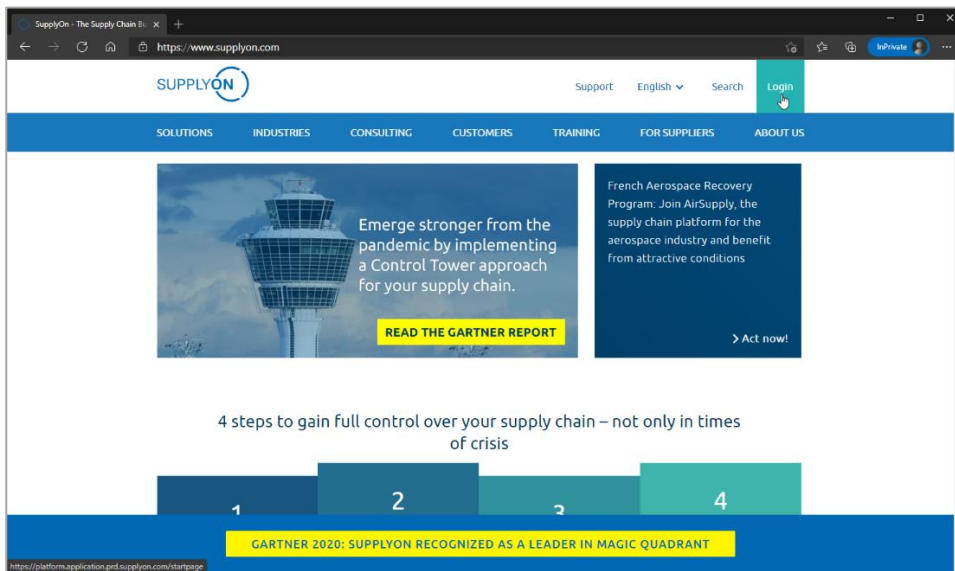 SupplyOn - The Supply Chain Bu
https://www.supplyon.com
InPrivate
SUPPLYON
Support English Search Login
SOLUTIONS INDUSTRIES CONSULTING CUSTOMERS TRAINING FOR SUPPLIERS ABOUT US
Emerge stronger from the
pandemic by implementing
a Control Tower approach
for your supply chain.
READ THE GARTNER REPORT
French Aerospace Recovery
Program: Join AirSupply, the
supply chain platform for the
aerospace industry and benefit
from attractive conditions
> Act now!
4 steps to gain full control over your supply chain – not only in times
of crisis
1 2 3 4
GARTNER 2020: SUPPLYON RECOGNIZED AS A LEADER IN MAGIC QUADRANT
https://platform.application.prd.supplyon.com/startpage